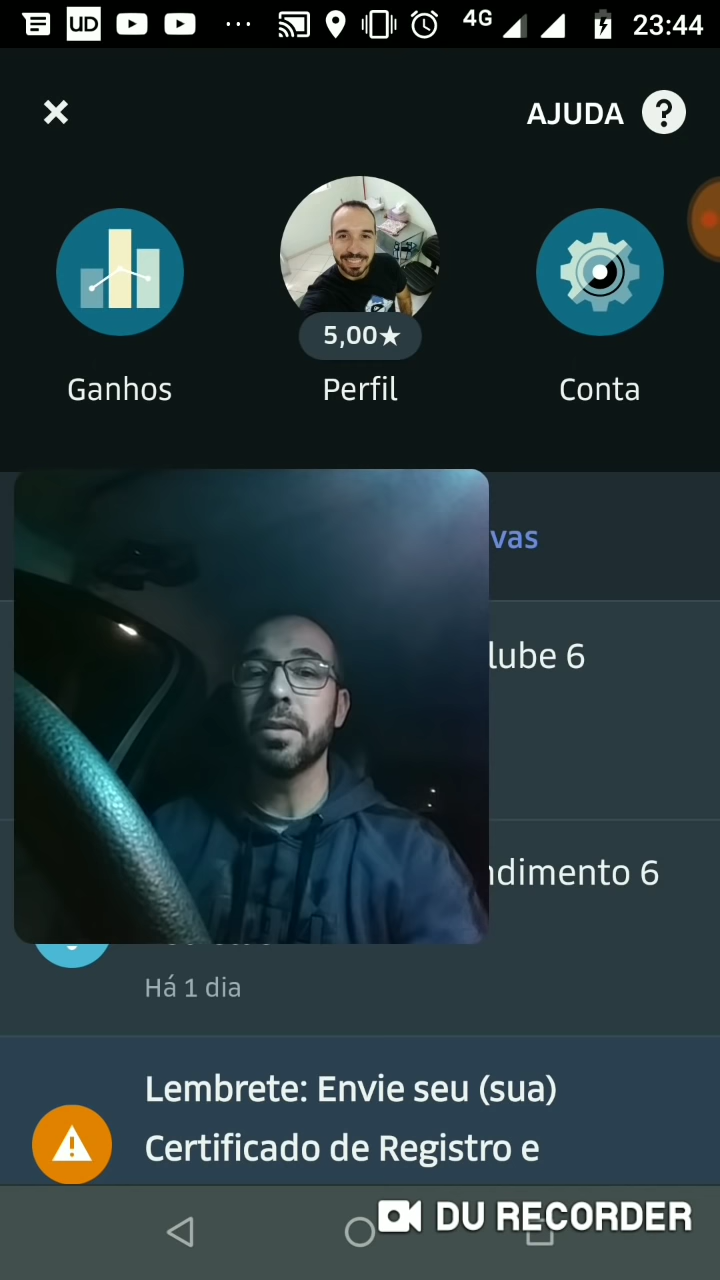 UD 4G 23:44
AJUDA ?
5,00★
Ganhos Perfil Conta
vas
lube 6
ndimento 6
Há 1 dia
Lembrete: Envie seu (sua)
Certificado de Registro e
DU RECORDER